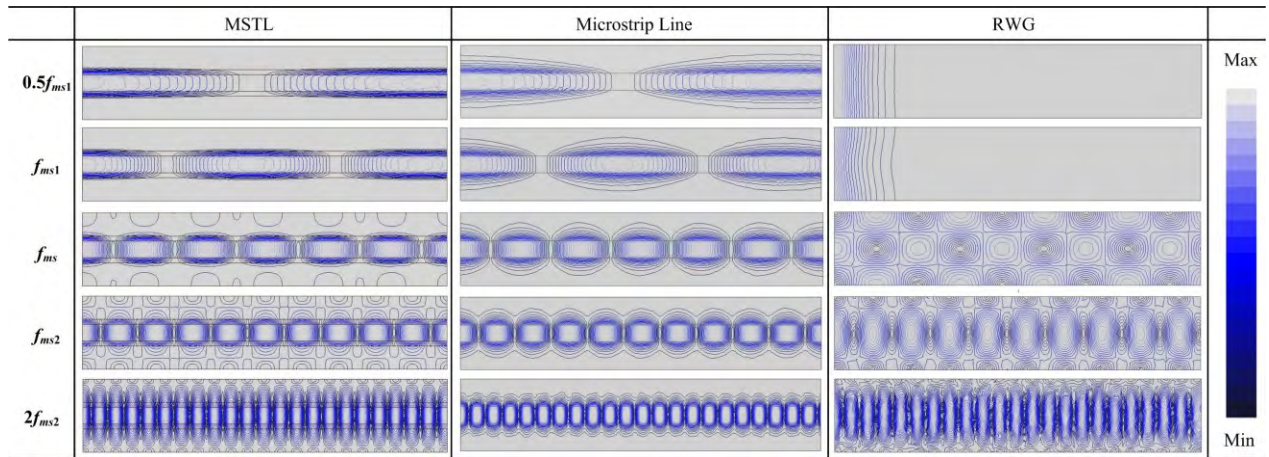 MSTL Microstrip Line RWG
0.5fms1
Max
fms1
fms
fms2
2fms2
Min